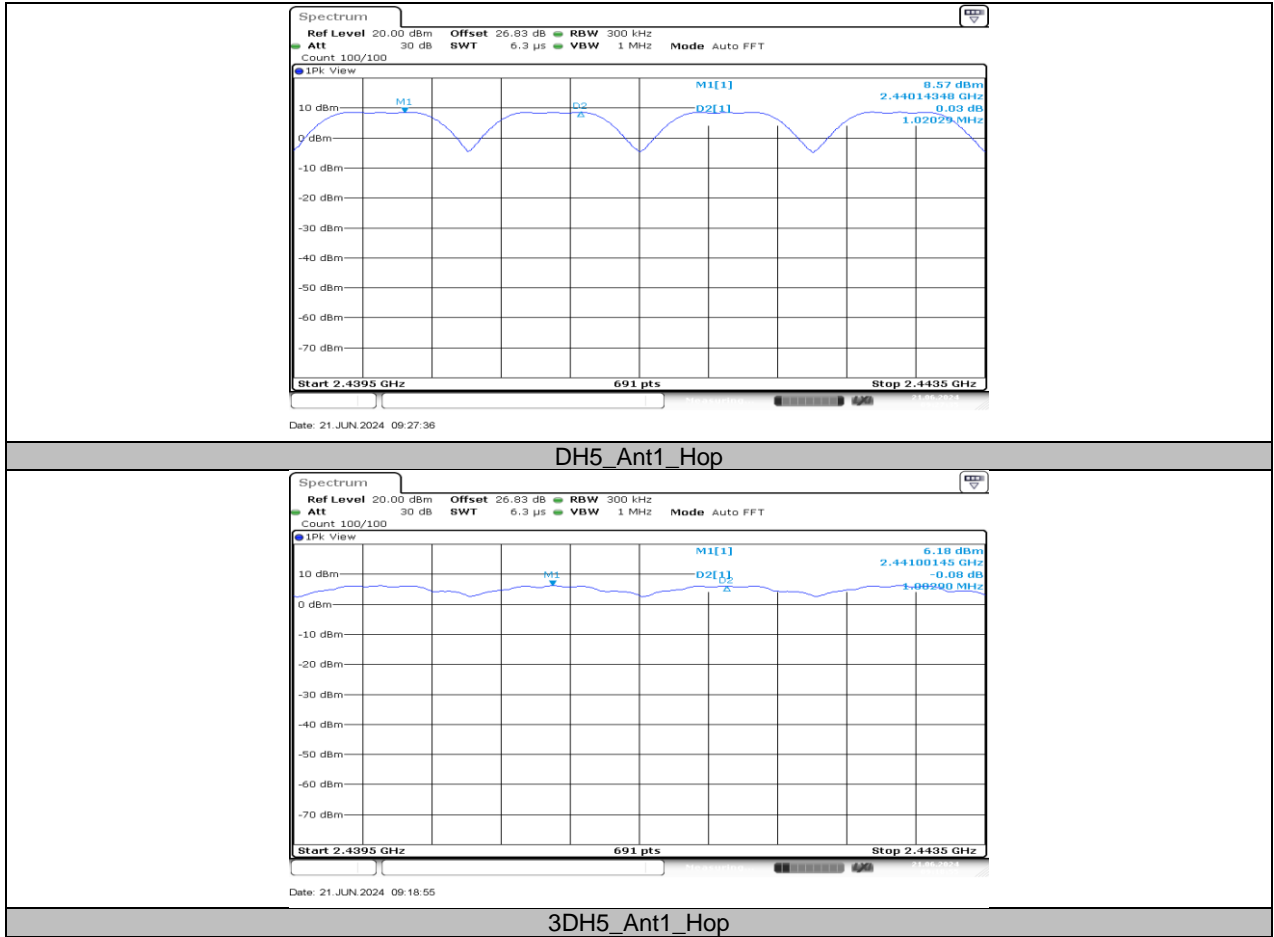 Spectrum
Ref Level 20.00 dBm Offset 26.83 dB RBW 300 kHz
Att 30 dB SWT 6.3 µs VBW 1 MHz Mode Auto FFT
Count 100/100
1Pk View
M1[1] 8.57 dBm
2.44014348 GHz
10 dBm M1 D2 D2[1] 0.03 dB
1.02029 MHz
0 dBm
-10 dBm
-20 dBm
-30 dBm
-40 dBm
-50 dBm
-60 dBm
-70 dBm
Start 2.4395 GHz 691 pts Stop 2.4435 GHz
Date: 21.JUN.2024 09:27:36
DH5_Ant1_Hop
Spectrum
Ref Level 20.00 dBm Offset 26.83 dB RBW 300 kHz
Att 30 dB SWT 6.3 µs VBW 1 MHz Mode Auto FFT
Count 100/100
1Pk View
M1[1] 6.18 dBm
2.44100145 GHz
10 dBm M1 D2[1] -0.08 dB
D2 1.00290 MHz
0 dBm
-10 dBm
-20 dBm
-30 dBm
-40 dBm
-50 dBm
-60 dBm
-70 dBm
Start 2.4395 GHz 691 pts Stop 2.4435 GHz
Date: 21.JUN.2024 09:18:55
3DH5_Ant1_Hop